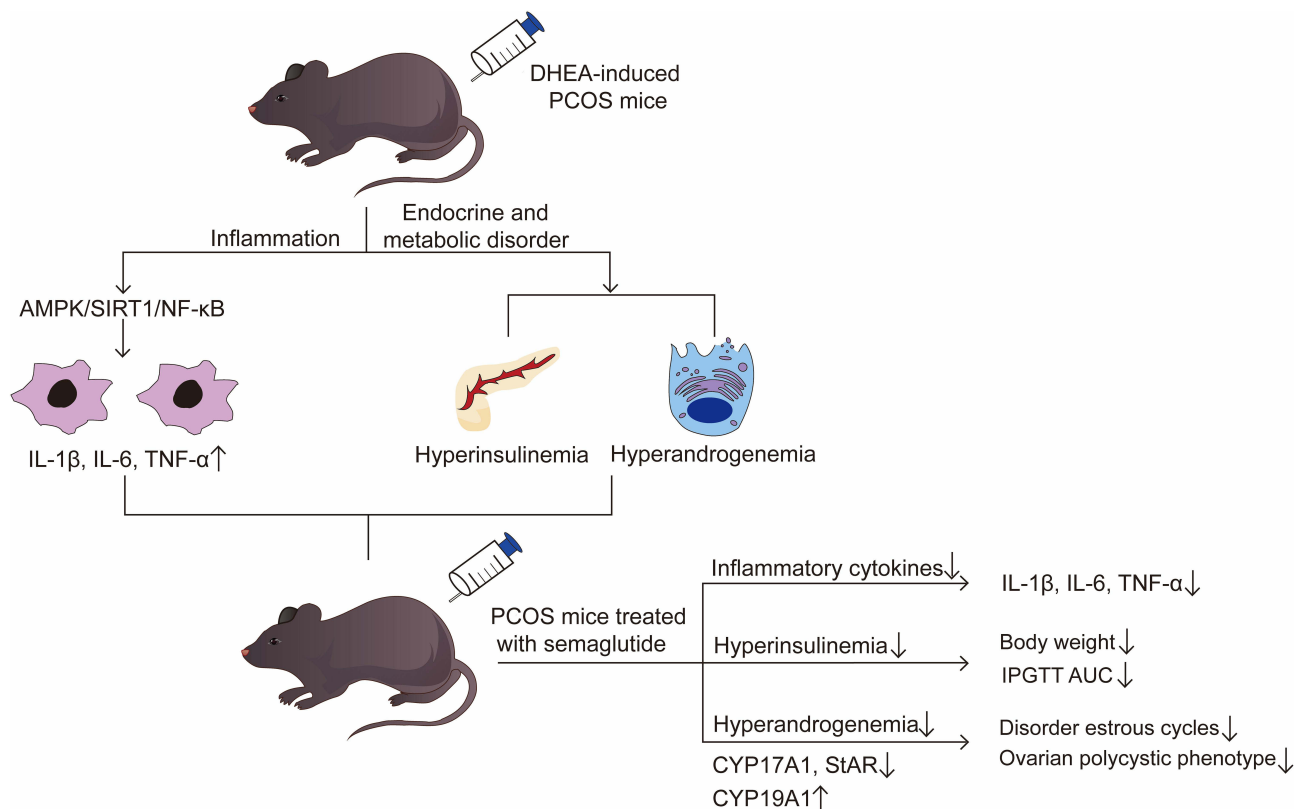 DHEA-induced
PCOS mice
Inflammation
Endocrine and
metabolic disorder
AMPK/SIRT1/NF-κB
IL-1β, IL-6, TNF-α↑
Hyperinsulinemia
Hyperandrogenemia
PCOS mice treated
with semaglutide
Inflammatory cytokines↓
IL-1β, IL-6, TNF-α↓
Hyperinsulinemia↓
Body weight↓
IPGTT AUC↓
Hyperandrogenemia↓
CYP17A1, StAR↓
CYP19A1↑
Disorder estrous cycles↓
Ovarian polycystic phenotype↓